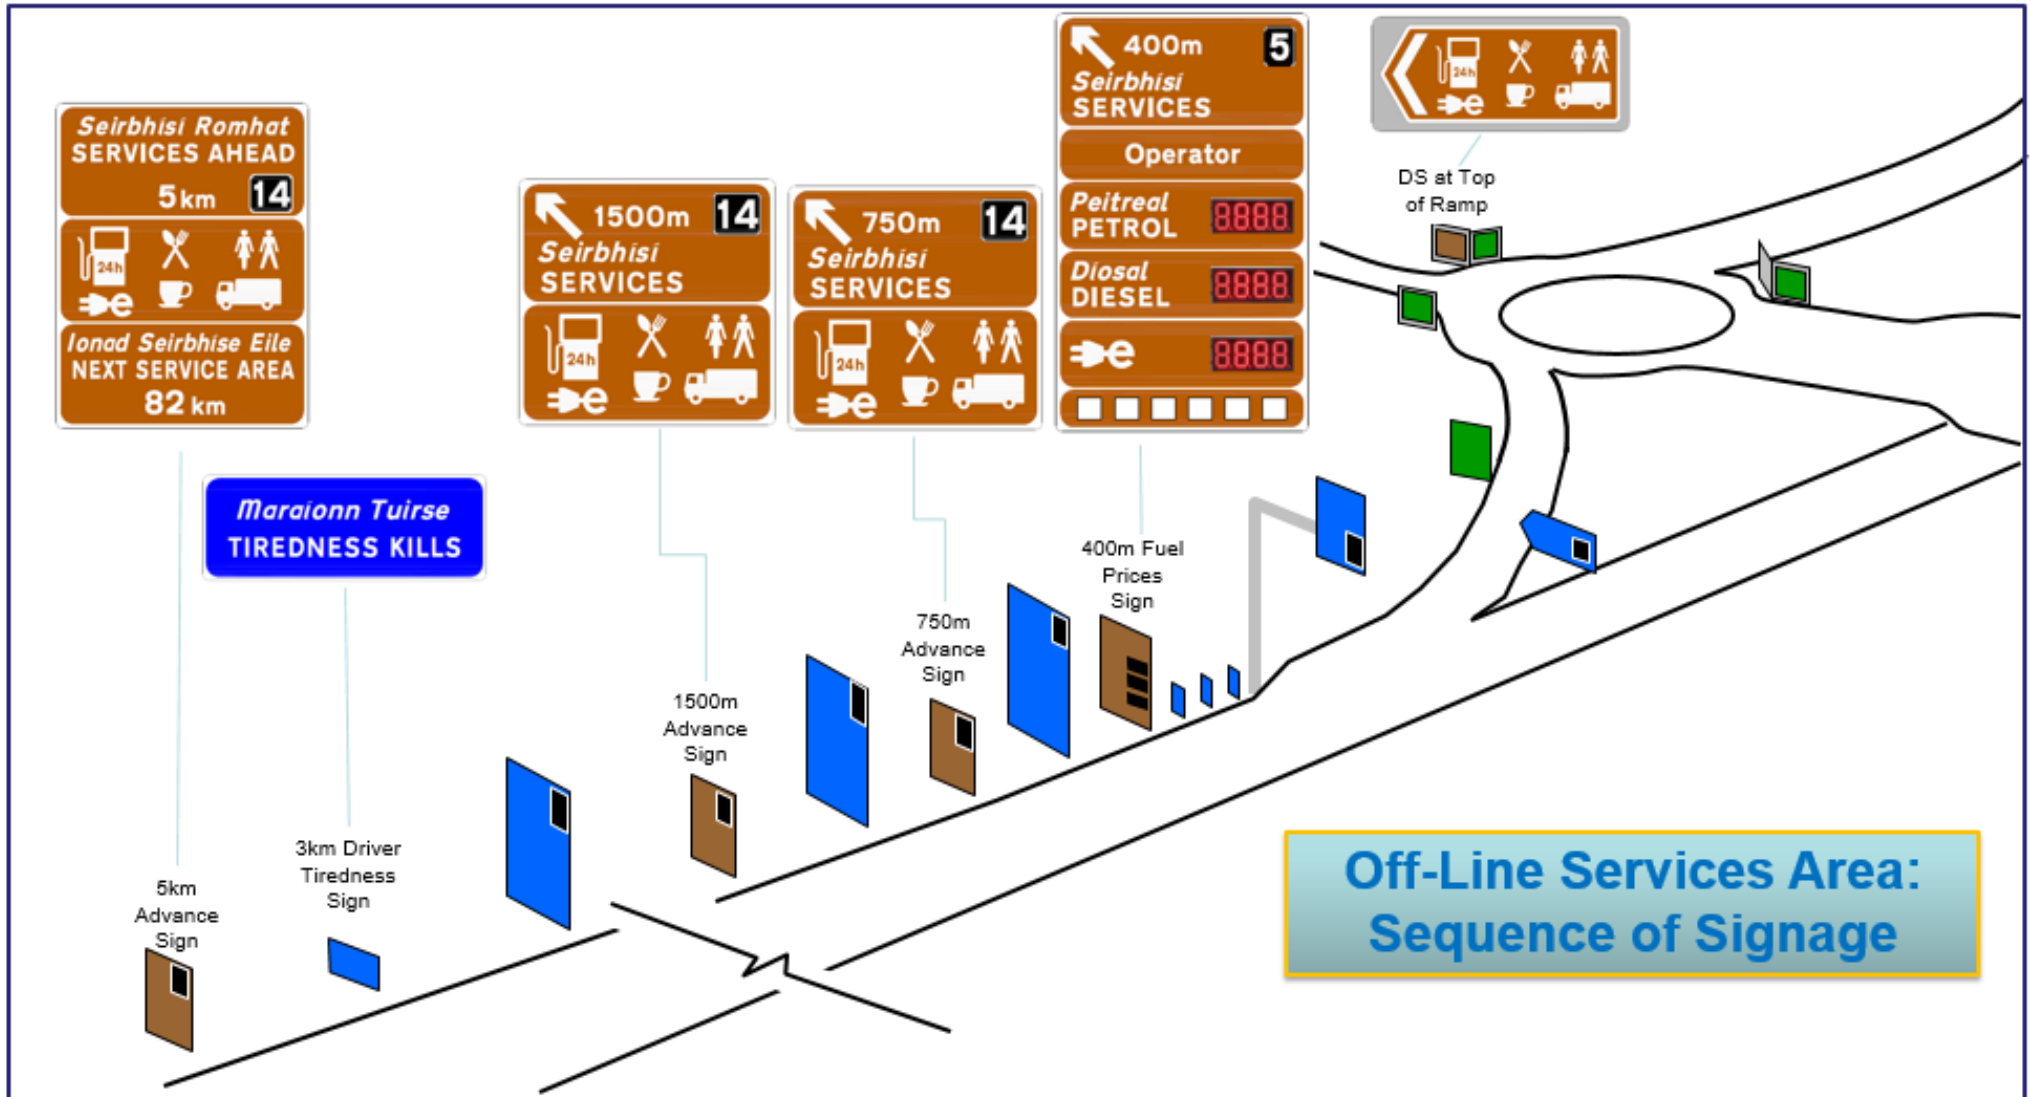 Seirbhísí Romhat
SERVICES AHEAD
5 km 14
24h
e
Ionad Seirbhíse Eile
NEXT SERVICE AREA
82 km
Maraíonn Tuirse
TIREDNESS KILLS
1500m 14
Seirbhísí
SERVICES
24h
e
750m 14
Seirbhísí
SERVICES
24h
e
400m 5
Seirbhísí
SERVICES
Operator
Peitreal
PETROL 8888
Díosal
DIESEL 8888
e 8888
24h
e
DS at Top
of Ramp
400m Fuel
Prices
Sign
750m
Advance
Sign
1500m
Advance
Sign
3km Driver
Tiredness
Sign
5km
Advance
Sign
Off-Line Services Area:
Sequence of Signage